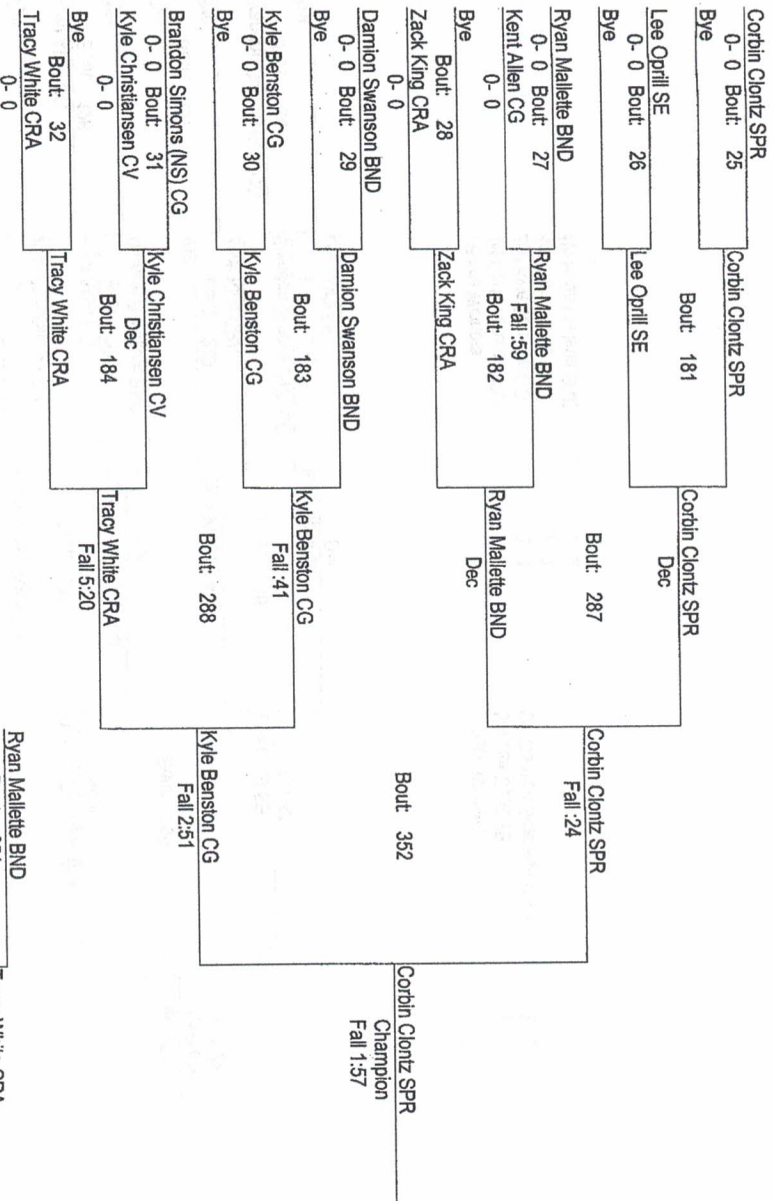 Corbin Clontz SPR
0- 0 Bout: 25
Bye
Lee Oprill SE
0- 0 Bout: 26
Bye
Ryan Mallette BND
0- 0 Bout: 27
Kent Allen CG
0- 0
Bye
Bout: 28
Zack King CRA
0- 0
Damion Swanson BND
0- 0 Bout: 29
Bye
Kyle Benston CG
0- 0 Bout: 30
Bye
Brandon Simons (NS) CG
0- 0 Bout: 31
Kyle Christiansen CV
0- 0
Bye
Bout: 32
Tracy White CRA
0- 0
Corbin Clontz SPR
Bout: 181
Lee Oprill SE
Ryan Mallette BND
Fall :59
Bout: 182
Zack King CRA
Damion Swanson BND
Bout: 183
Kyle Benston CG
Kyle Christiansen CV
Dec
Bout: 184
Tracy White CRA
Corbin Clontz SPR
Dec
Bout: 287
Ryan Mallette BND
Dec
Kyle Benston CG
Fall :41
Bout: 288
Tracy White CRA
Fall 5:20
Corbin Clontz SPR
Fall :24
Bout: 352
Kyle Benston CG
Fall 2:51
Corbin Clontz SPR
Champion
Fall 1:57
Ryan Mallette BND
White CRA